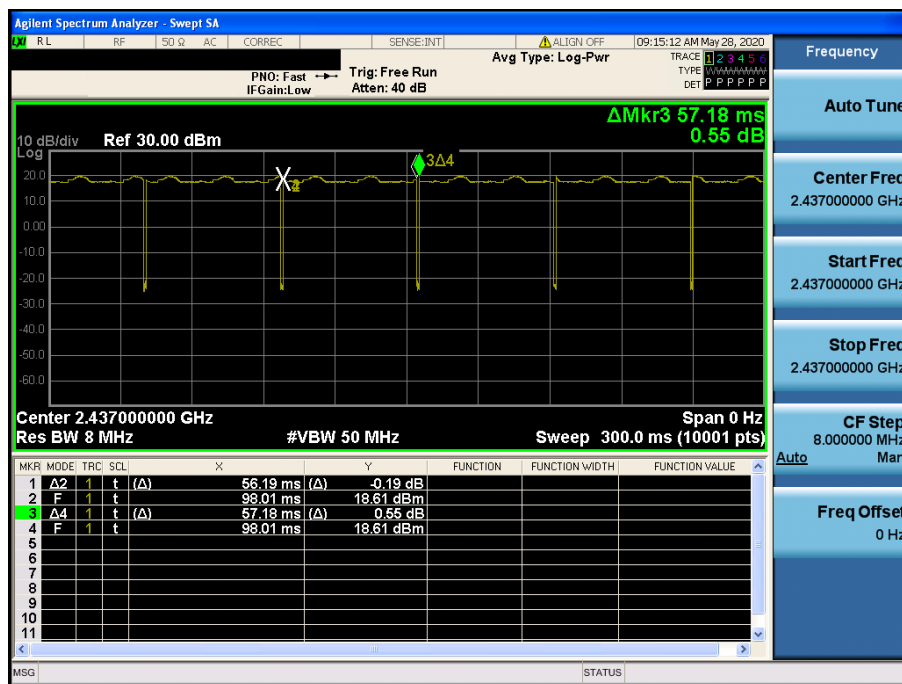 Agilent Spectrum Analyzer - Swept SA
LXI RL RF 50 Ω AC CORREC SENSE:INT ALIGN OFF 09:15:12 AM May 28, 2020
Avg Type: Log-Pwr
TRACE 1 2 3 4 5 6
TYPE
DET P P P P P P
PNO: Fast
IFGain:Low
Trig: Free Run
Atten: 40 dB
ΔMkr3 57.18 ms
0.55 dB
10 dB/div Ref 30.00 dBm
Log
3Δ4
20.0
10.0
0.00
-10.0
-20.0
-30.0
-40.0
-50.0
-60.0
Center 2.437000000 GHz Span 0 Hz
Res BW 8 MHz #VBW 50 MHz Sweep 300.0 ms (10001 pts)
MKR MODE TRC SCL X Y FUNCTION FUNCTION WIDTH FUNCTION VALUE
1 Δ2 1 t (Δ) 56.19 ms (Δ) -0.19 dB
2 F 1 t 98.01 ms 18.61 dBm
3 Δ4 1 t (Δ) 57.18 ms (Δ) 0.55 dB
4 F 1 t 98.01 ms 18.61 dBm
5
6
7
8
9
10
11
MSG STATUS
Frequency
Auto Tune
Center Freq
2.437000000 GHz
Start Freq
2.437000000 GHz
Stop Freq
2.437000000 GHz
CF Step
8.000000 MHz
Auto Man
Freq Offset
0 Hz